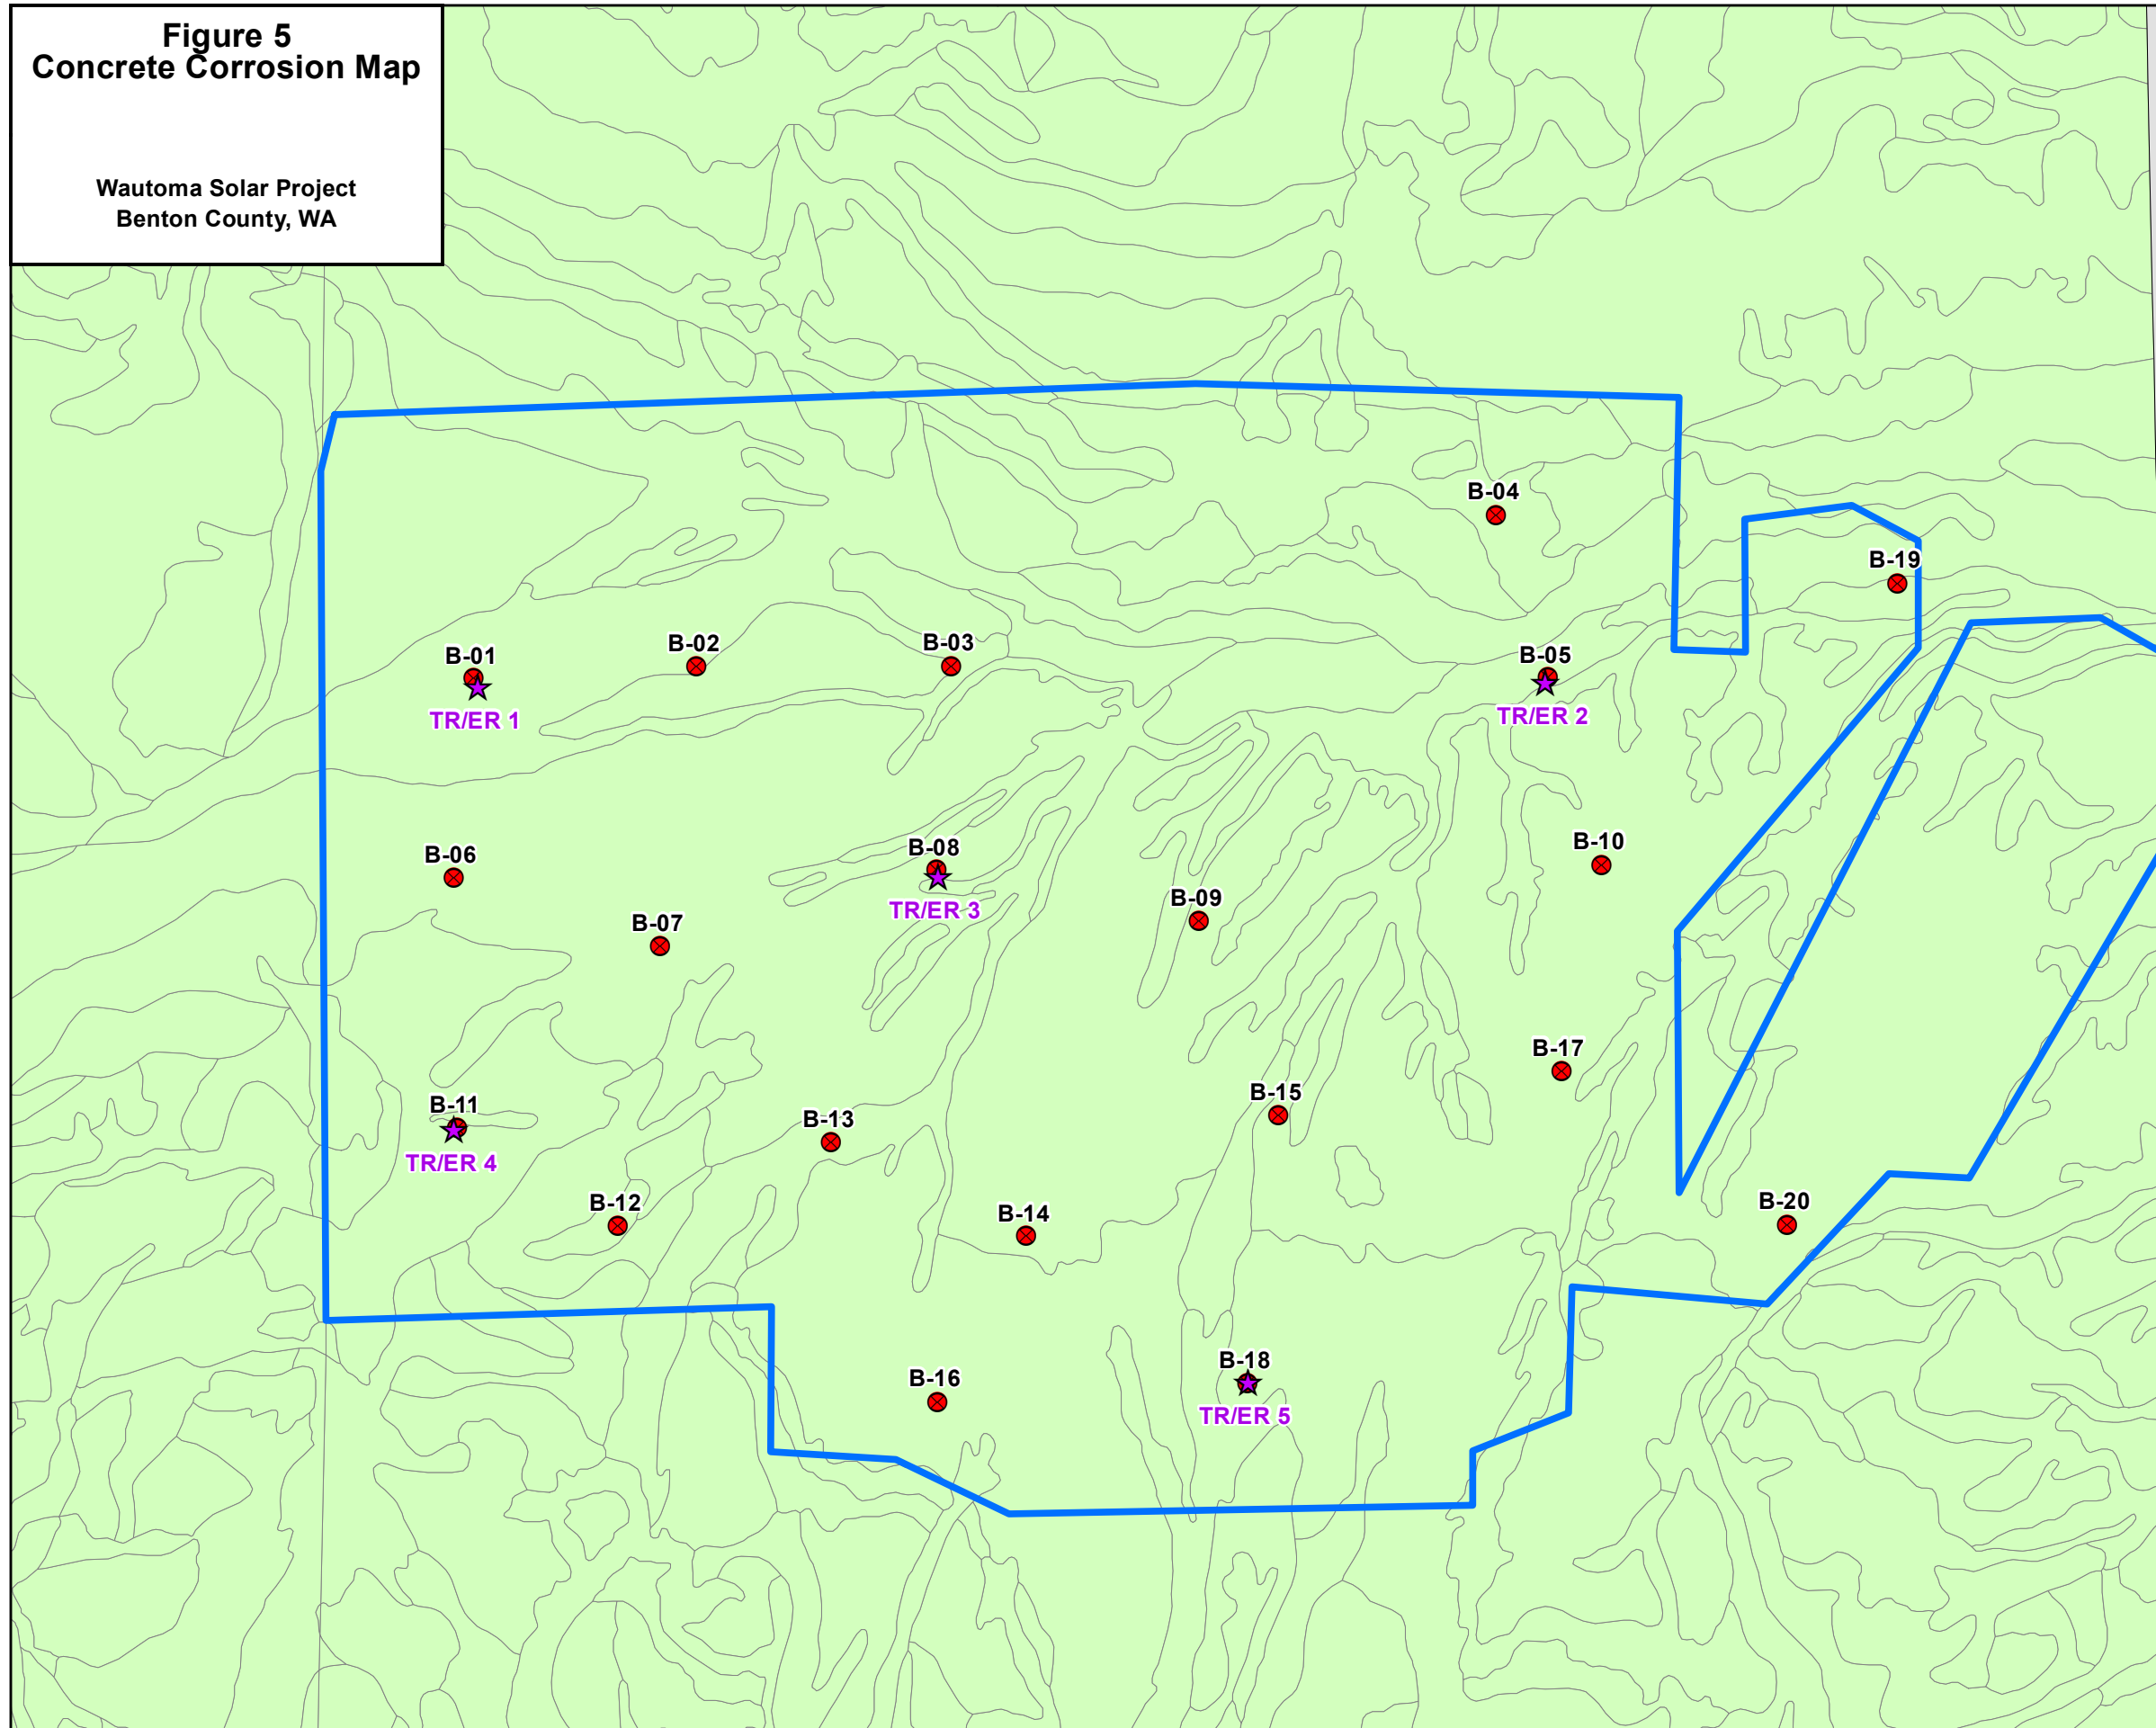 Figure 5
Concrete Corrosion Map
Wautoma Solar Project
Benton County, WA
B-04
B-19
B-01
B-02
B-03
B-05
TR/ER 1
TR/ER 2
B-06
B-08
B-10
B-07
TR/ER 3
B-09
B-17
B-11
B-13
B-15
TR/ER 4
B-12
B-14
B-20
B-16
B-18
TR/ER 5